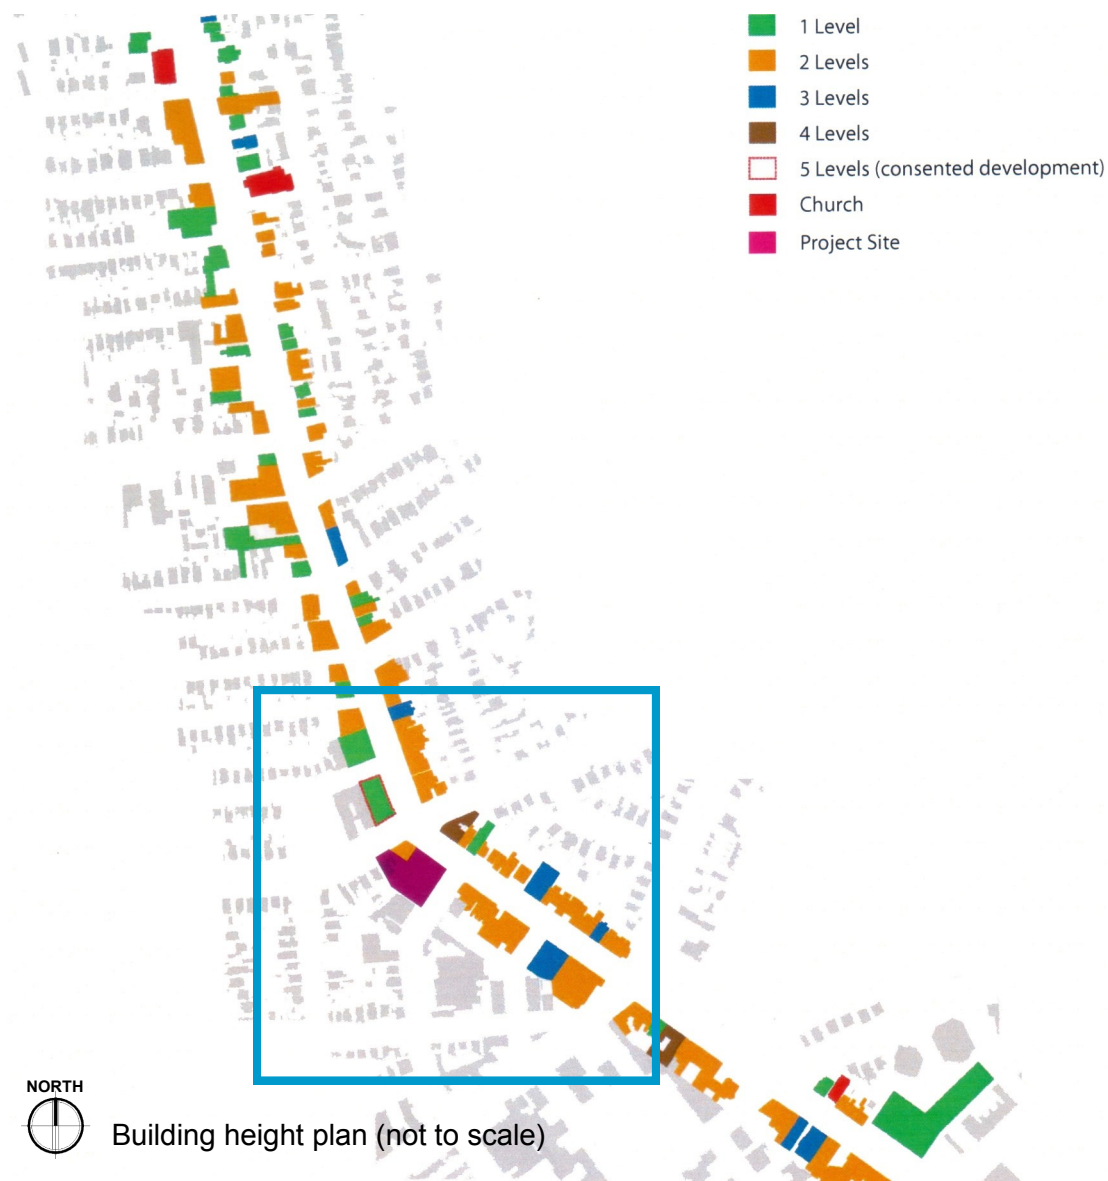 1 Level
2 Levels
3 Levels
4 Levels
5 Levels (consented development)
Church
Project Site
NORTH
Building height plan (not to scale)